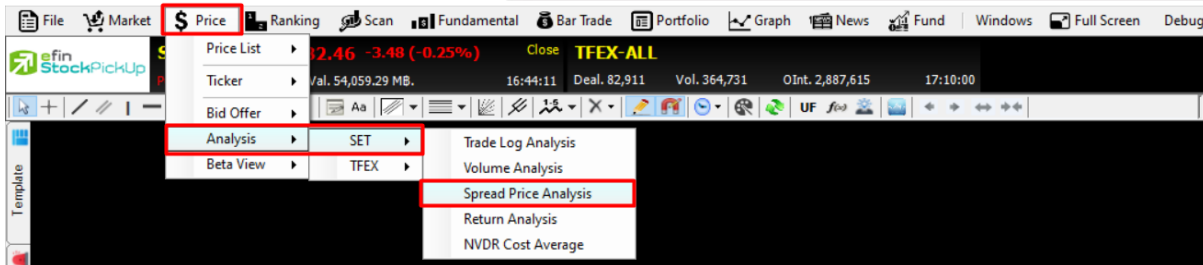 File Market $ Price Ranking Scan Fundamental Bar Trade Portfolio Graph News Fund Windows Full Screen Debug
efin StockPickUp
2.46 -3.48 (-0.25%) Close TFEX-ALL
Val. 54,059.29 MB. 16:44:11 Deal. 82,911 Vol. 364,731 OInt. 2,887,615 17:10:00
Price List
Ticker
Bid Offer
Analysis
Beta View
SET
TFEX
Trade Log Analysis
Volume Analysis
Spread Price Analysis
Return Analysis
NVDR Cost Average
Aa UF f(x)
Template